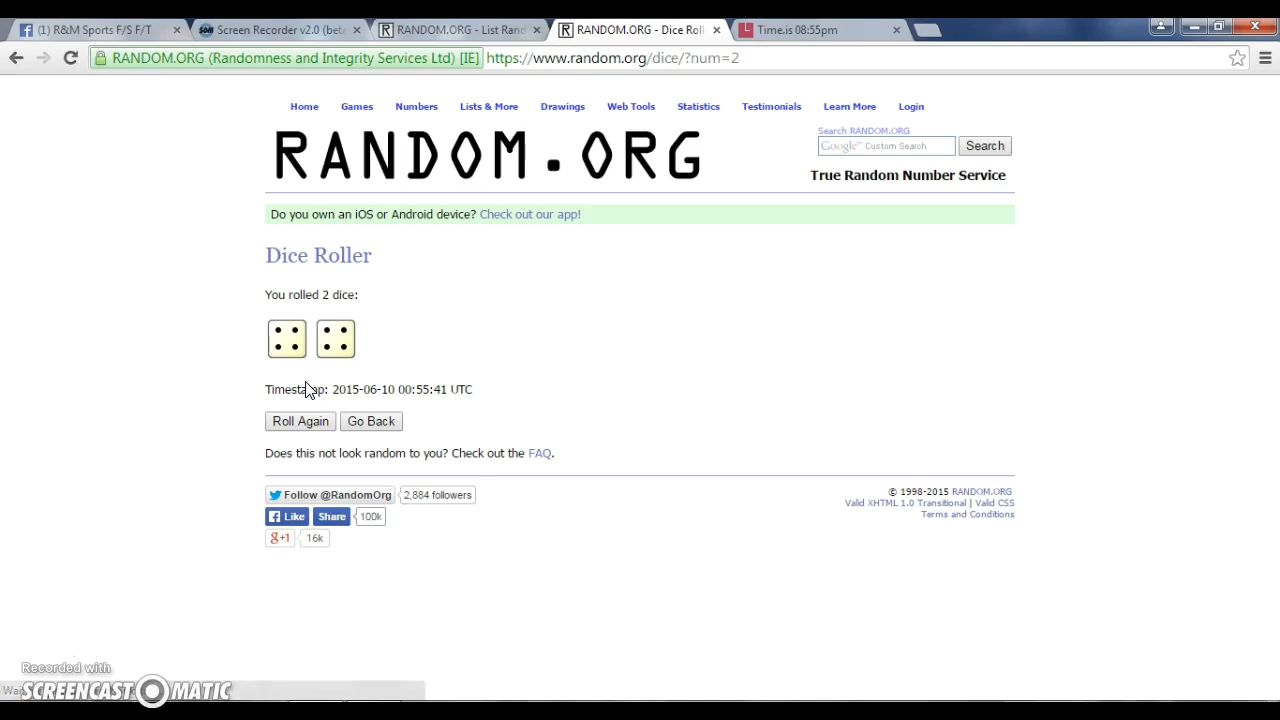 (1) R&M Sports F/S F/T
Screen Recorder v2.0 (beta
RANDOM.ORG - List Rand
RANDOM.ORG - Dice Roll
Time.is 08:55pm
RANDOM.ORG (Randomness and Integrity Services Ltd) [IE] https://www.random.org/dice/?num=2
Home Games Numbers Lists & More Drawings Web Tools Statistics Testimonials Learn More Login
RANDOM.ORG
Search RANDOM.ORG
Google™ Custom Search Search
True Random Number Service
Do you own an iOS or Android device? Check out our app!
Dice Roller
You rolled 2 dice:
Timestamp: 2015-06-10 00:55:41 UTC
Roll Again Go Back
Does this not look random to you? Check out the FAQ.
Follow @RandomOrg 2,884 followers
Like Share 100k
g+1 16k
© 1998-2015 RANDOM.ORG
Valid XHTML 1.0 Transitional | Valid CSS
Terms and Conditions
Recorded with
SCREENCAST-O-MATIC